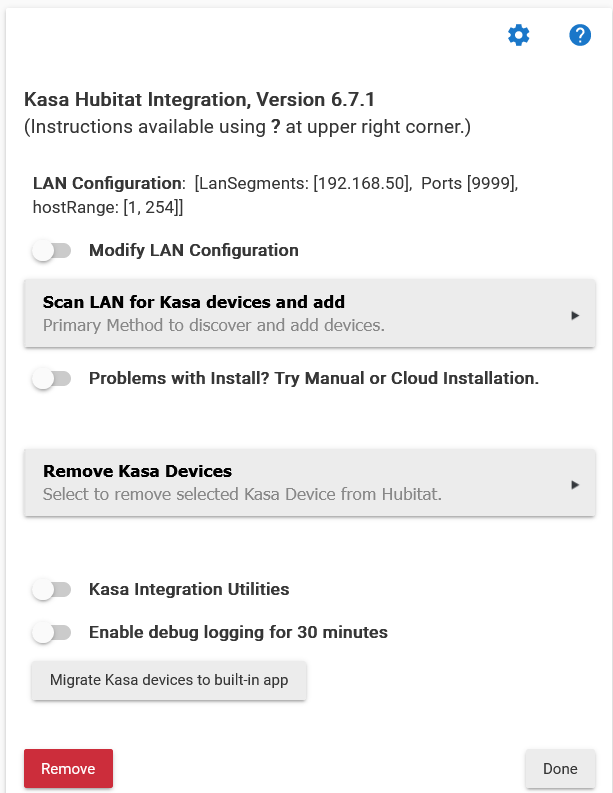 ?
Kasa Hubitat Integration, Version 6.7.1
(Instructions available using ? at upper right corner.)
LAN Configuration: [LanSegments: [192.168.50], Ports [9999],
hostRange: [1, 254]]
Modify LAN Configuration
Scan LAN for Kasa devices and add
Primary Method to discover and add devices.
Problems with Install? Try Manual or Cloud Installation.
Remove Kasa Devices
Select to remove selected Kasa Device from Hubitat.
Kasa Integration Utilities
Enable debug logging for 30 minutes
Migrate Kasa devices to built-in app
Remove
Done